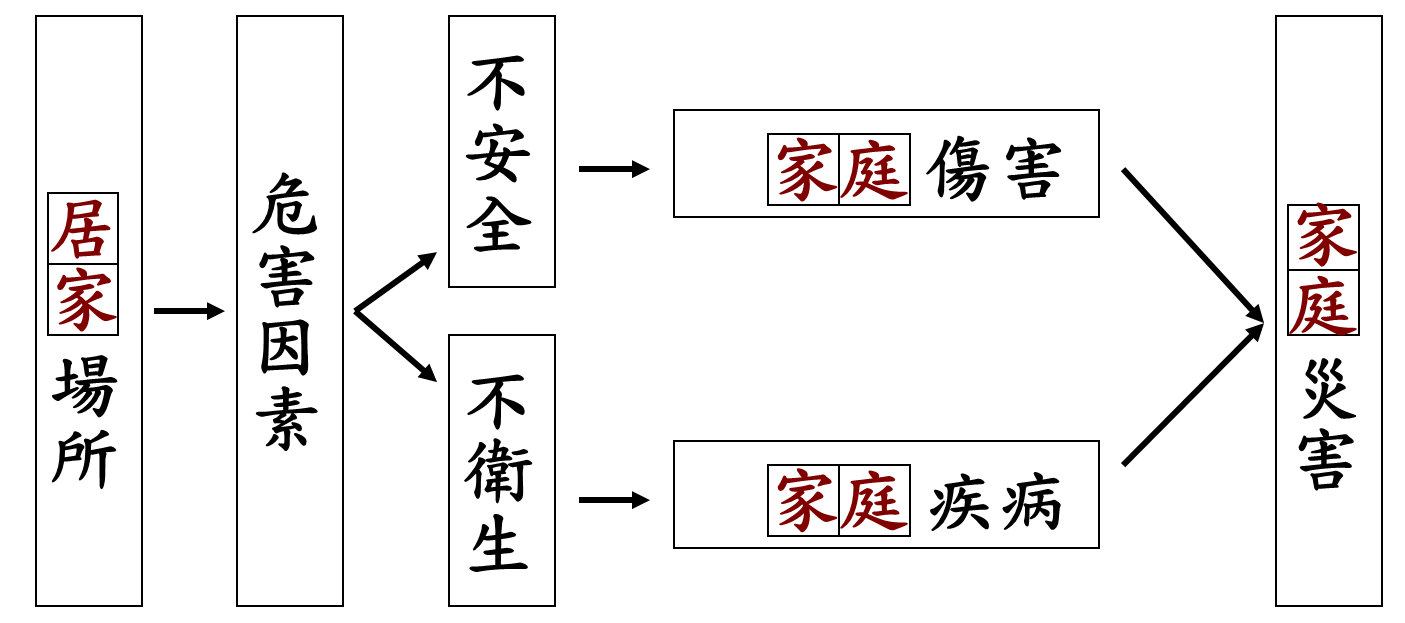 居家場所
危害因素
不安全
不衛生
家庭傷害
家庭疾病
家庭災害